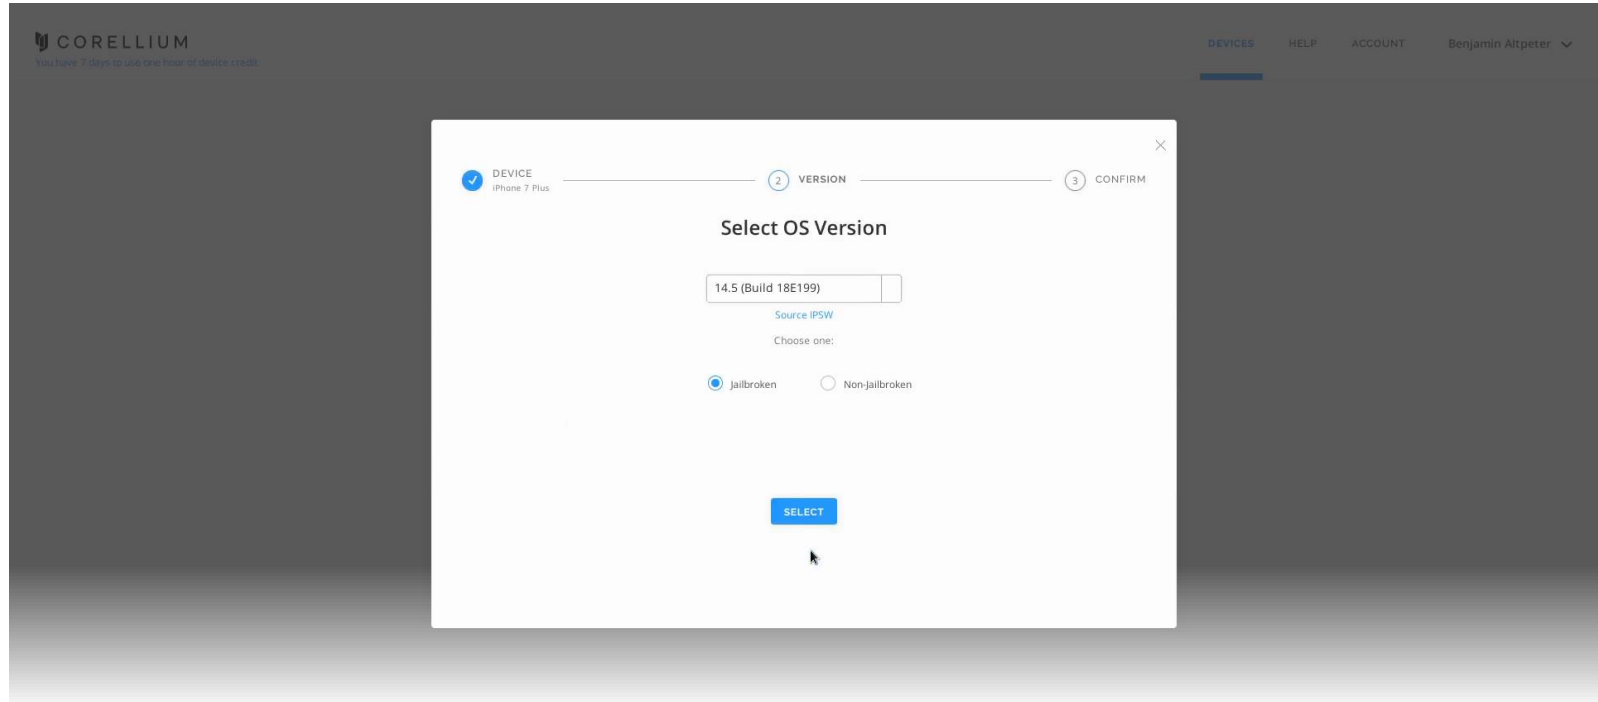 CORELLIUM
You have 7 days to use one hour of device credit.
DEVICES
HELP
ACCOUNT
Benjamin Altpeter
DEVICE
iPhone 7 Plus
2
VERSION
3
CONFIRM
Select OS Version
14.5 (Build 18E199)
Source IPSW
Choose one:
Jailbroken
Non-Jailbroken
SELECT